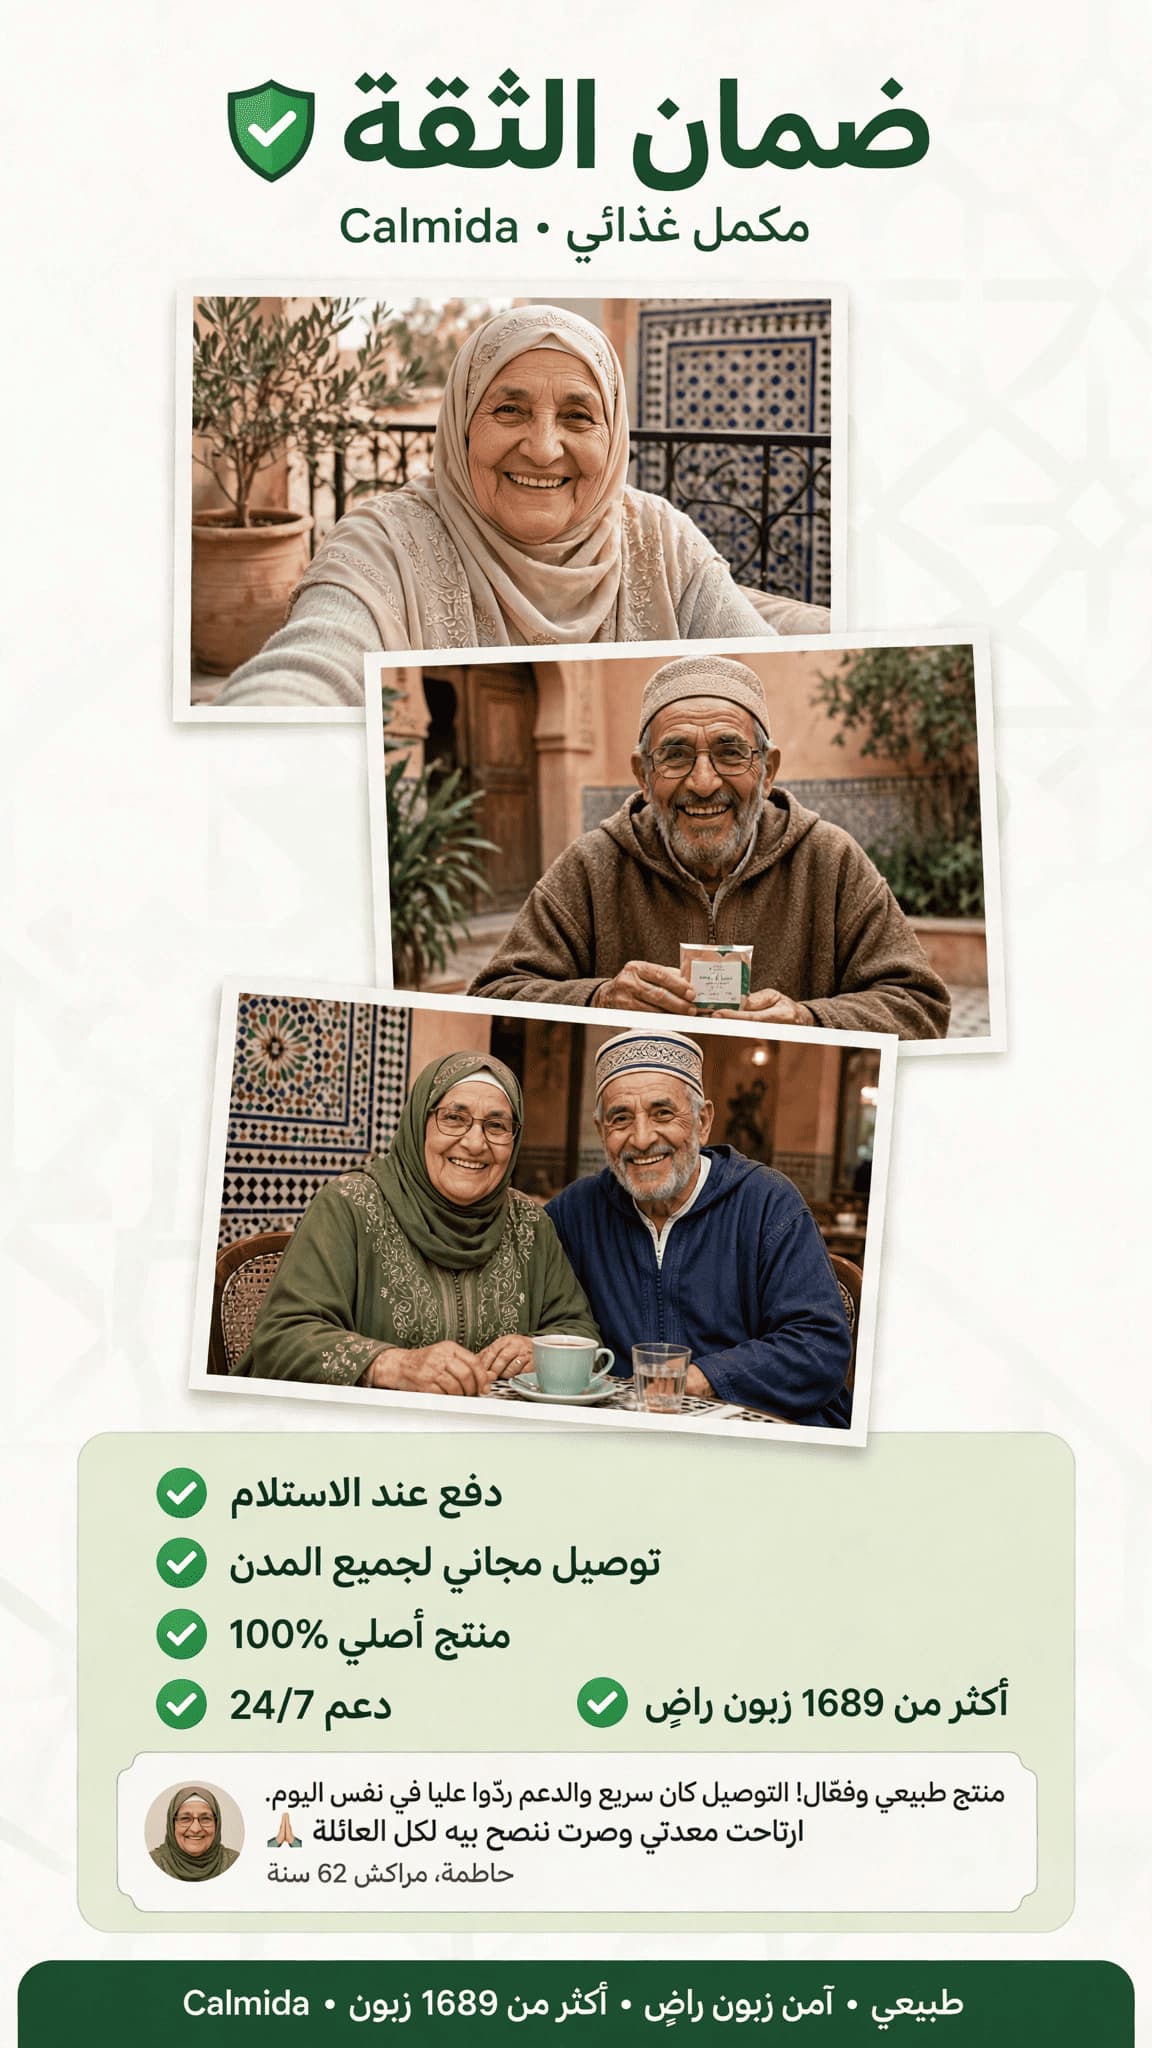 ضمان الثقة
مكمل غذائي • Calmida
دفع عند الاستلام
توصيل مجاني لجميع المدن
منتج أصلي 100%
دعم 24/7
أكثر من 1689 زبون راضٍ
منتج طبيعي وفعّال! التوصيل كان سريع والدعم ردّوا عليا في نفس اليوم.
ارتاحت معدتي وصرت ننصح بيه لكل العائلة 🙏🏼
حاطمة، مراكش 62 سنة
طبيعي • آمن زبون راضٍ • أكثر من 1689 زبون • Calmida